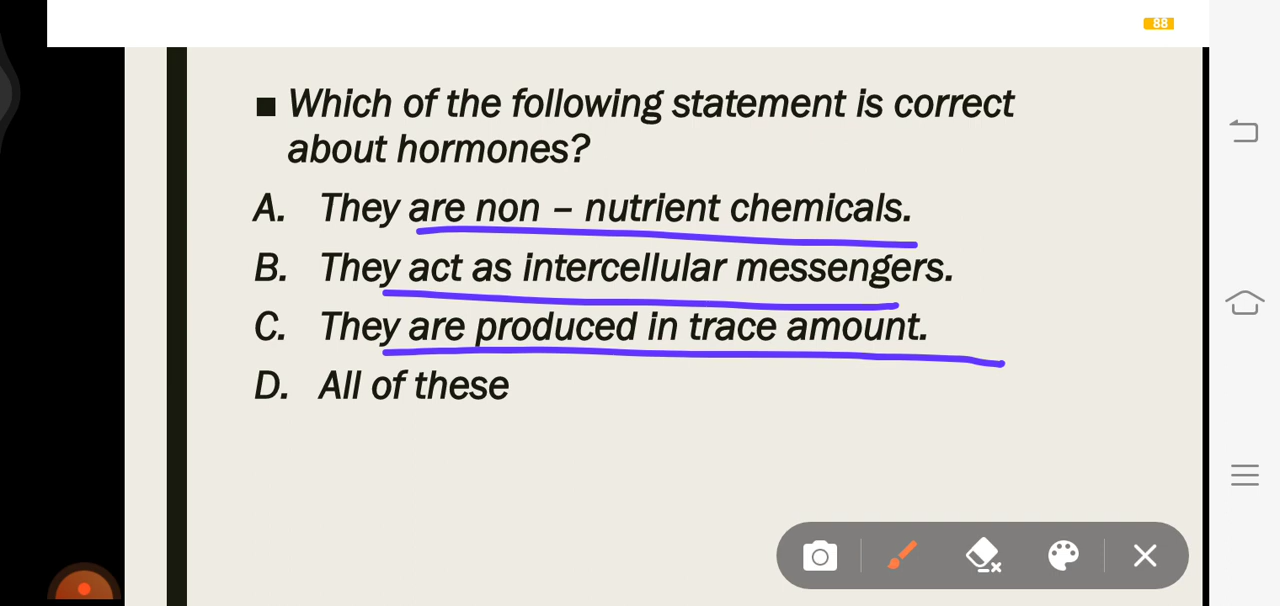 88
■ Which of the following statement is correct
about hormones?
A. They are non – nutrient chemicals.
B. They act as intercellular messengers.
C. They are produced in trace amount.
D. All of these